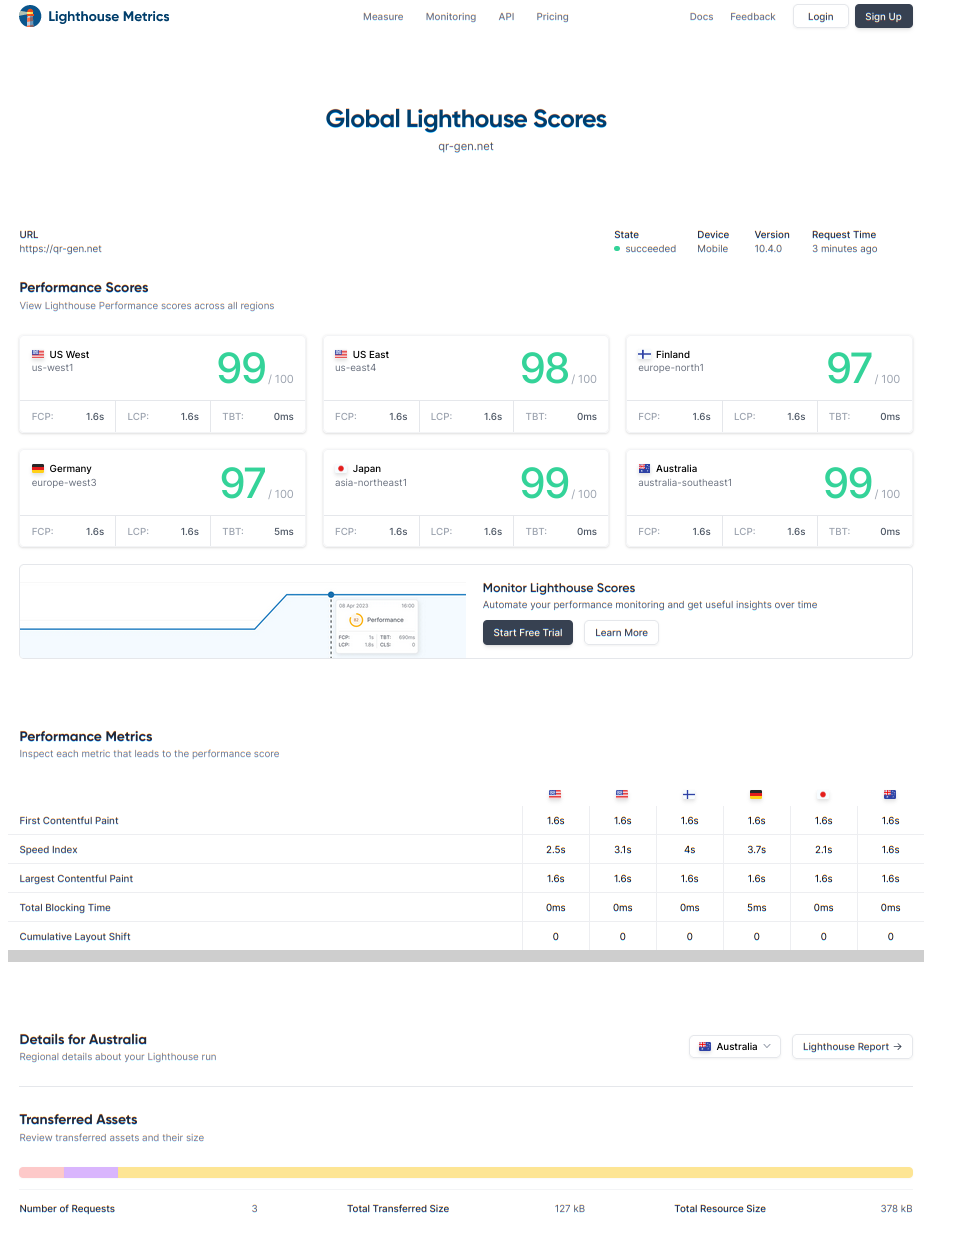 Lighthouse Metrics Measure Monitoring API Pricing Docs Feedback Login Sign Up
Global Lighthouse Scores
qr-gen.net
URL State Device Version Request Time
https://qr-gen.net succeeded Mobile 10.4.0 3 minutes ago
Performance Scores
View Lighthouse Performance scores across all regions
US West
us-west1
99 / 100
FCP: 1.6s LCP: 1.6s TBT: 0ms
US East
us-east4
98 / 100
FCP: 1.6s LCP: 1.6s TBT: 0ms
Finland
europe-north1
97 / 100
FCP: 1.6s LCP: 1.6s TBT: 0ms
Germany
europe-west3
97 / 100
FCP: 1.6s LCP: 1.6s TBT: 5ms
Japan
asia-northeast1
99 / 100
FCP: 1.6s LCP: 1.6s TBT: 0ms
Australia
australia-southeast1
99 / 100
FCP: 1.6s LCP: 1.6s TBT: 0ms
06 Apr 2023 16:00
Performance
FCP: 1s TBT: 690ms
LCP: 1.8s CLS: 0
Monitor Lighthouse Scores
Automate your performance monitoring and get useful insights over time
Start Free Trial Learn More
Performance Metrics
Inspect each metric that leads to the performance score
First Contentful Paint 1.6s 1.6s 1.6s 1.6s 1.6s 1.6s
Speed Index 2.5s 3.1s 4s 3.7s 2.1s 1.6s
Largest Contentful Paint 1.6s 1.6s 1.6s 1.6s 1.6s 1.6s
Total Blocking Time 0ms 0ms 0ms 5ms 0ms 0ms
Cumulative Layout Shift 0 0 0 0 0 0
Details for Australia
Regional details about your Lighthouse run
Australia Lighthouse Report →
Transferred Assets
Review transferred assets and their size
Number of Requests 3 Total Transferred Size 127 kB Total Resource Size 378 kB